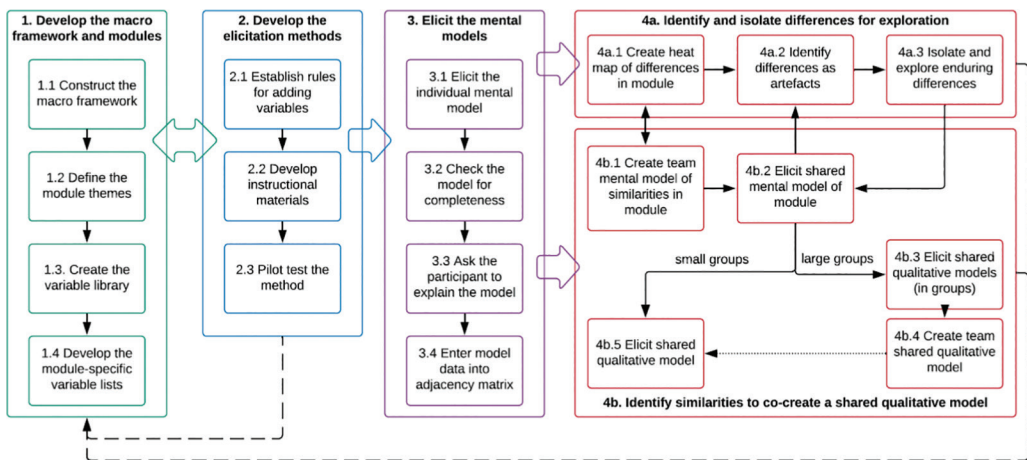 1. Develop the macro
framework and modules
1.1 Construct the
macro framework
1.2 Define the
module themes
1.3. Create the
variable library
1.4 Develop the
module-specific
variable lists
2. Develop the
elicitation methods
2.1 Establish rules
for adding
variables
2.2 Develop
instructional
materials
2.3 Pilot test the
method
3. Elicit the mental
models
3.1 Elicit the
individual mental
model
3.2 Check the
model for
completeness
3.3 Ask the
participant to
explain the model
3.4 Enter model
data into
adjacency matrix
4a. Identify and isolate differences for exploration
4a.1 Create heat
map of differences
in module
4a.2 Identify
differences as
artefacts
4a.3 Isolate and
explore enduring
differences
4b.1 Create team
mental model of
similarities in
module
4b.2 Elicit shared
mental model of
module
small groups
large groups
4b.3 Elicit shared
qualitative models
(in groups)
4b.4 Create team
shared qualitative
model
4b.5 Elicit shared
qualitative model
4b. Identify similarities to co-create a shared qualitative model